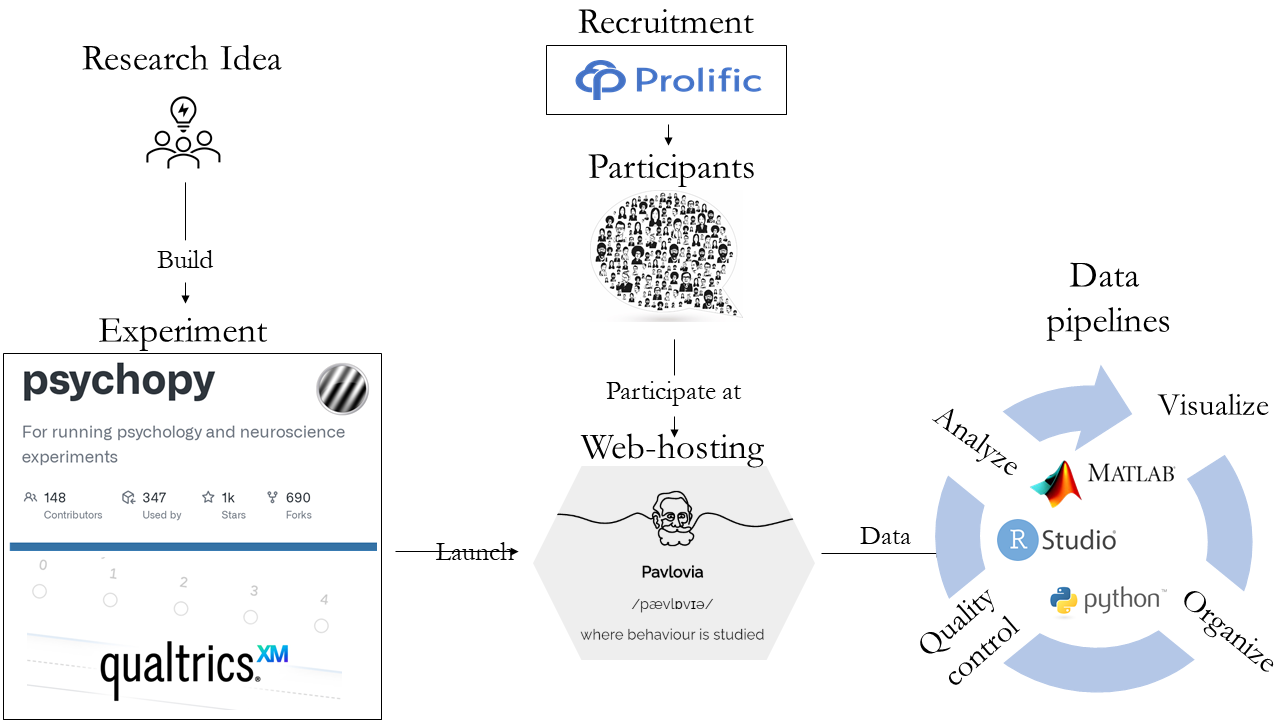 Research Idea
Build
Experiment
psychopy
For running psychology and neuroscience
experiments
148
Contributors
347
Used by
1k
Stars
690
Forks
0
1
2
3
4
qualtrics.XM
Launch
Recruitment
Prolific
Participants
Participate at
Web-hosting
Pavlovia
/pævlɒvɪə/
where behaviour is studied
Data
Data
pipelines
Visualize
Analyze
MATLAB
R Studio
python™
Organize
Quality
control